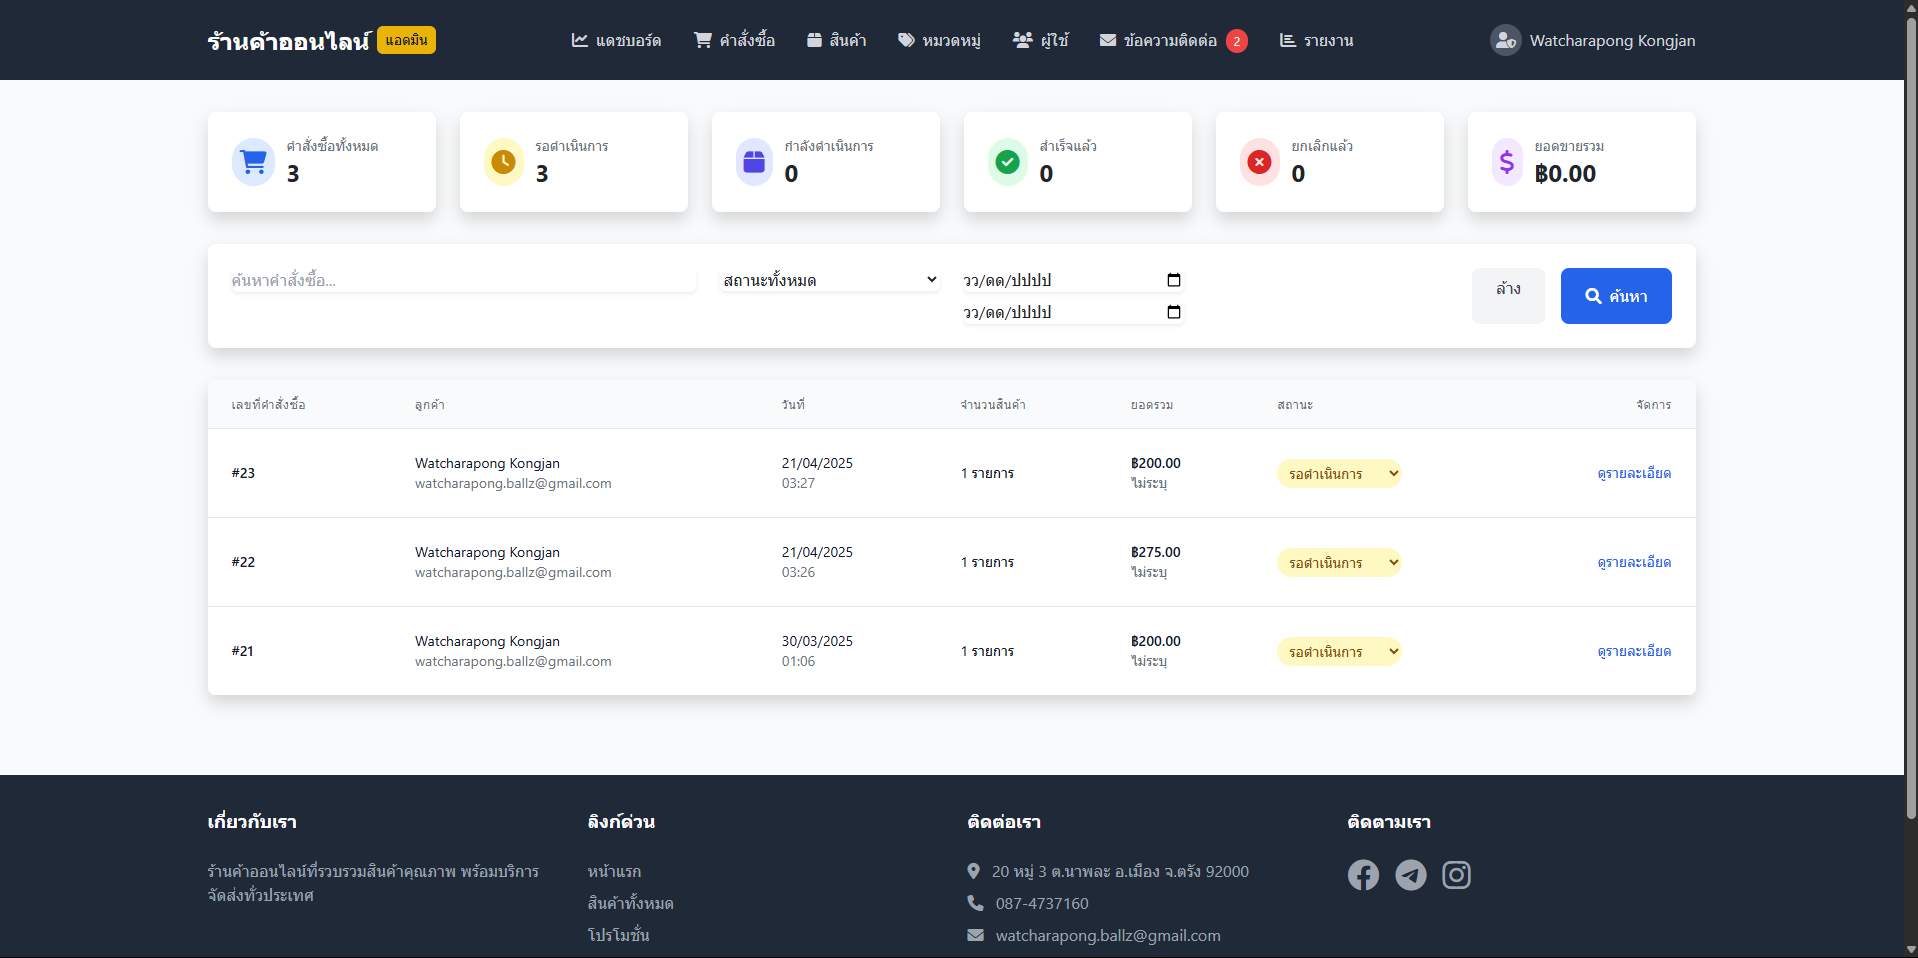 ร้านค้าออนไลน์ แอดมิน
แดชบอร์ด
คำสั่งซื้อ
สินค้า
หมวดหมู่
ผู้ใช้
ข้อความติดต่อ 2
รายงาน
Watcharapong Kongjan
คำสั่งซื้อทั้งหมด
3
รอดำเนินการ
3
กำลังดำเนินการ
0
สำเร็จแล้ว
0
ยกเลิกแล้ว
0
ยอดขายรวม
฿0.00
ค้นหาคำสั่งซื้อ...
สถานะทั้งหมด
วว/ดด/ปปปป
วว/ดด/ปปปป
ล้าง
ค้นหา
เลขที่คำสั่งซื้อ ลูกค้า วันที่ จำนวนสินค้า ยอดรวม สถานะ จัดการ
#23
Watcharapong Kongjan
watcharapong.ballz@gmail.com
21/04/2025
03:27
1 รายการ
฿200.00
ไม่ระบุ
รอดำเนินการ
ดูรายละเอียด
#22
Watcharapong Kongjan
watcharapong.ballz@gmail.com
21/04/2025
03:26
1 รายการ
฿275.00
ไม่ระบุ
รอดำเนินการ
ดูรายละเอียด
#21
Watcharapong Kongjan
watcharapong.ballz@gmail.com
30/03/2025
01:06
1 รายการ
฿200.00
ไม่ระบุ
รอดำเนินการ
ดูรายละเอียด
เกี่ยวกับเรา
ร้านค้าออนไลน์ที่รวบรวมสินค้าคุณภาพ พร้อมบริการ
จัดส่งทั่วประเทศ
ลิงก์ด่วน
หน้าแรก
สินค้าทั้งหมด
โปรโมชั่น
ติดต่อเรา
20 หมู่ 3 ต.นาพละ อ.เมือง จ.ตรัง 92000
087-4737160
watcharapong.ballz@gmail.com
ติดตามเรา